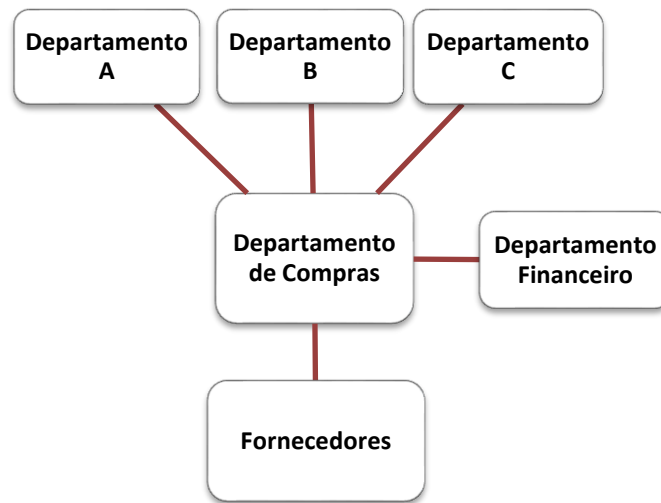 Departamento
A
Departamento
B
Departamento
C
Departamento
de Compras
Departamento
Financeiro
Fornecedores